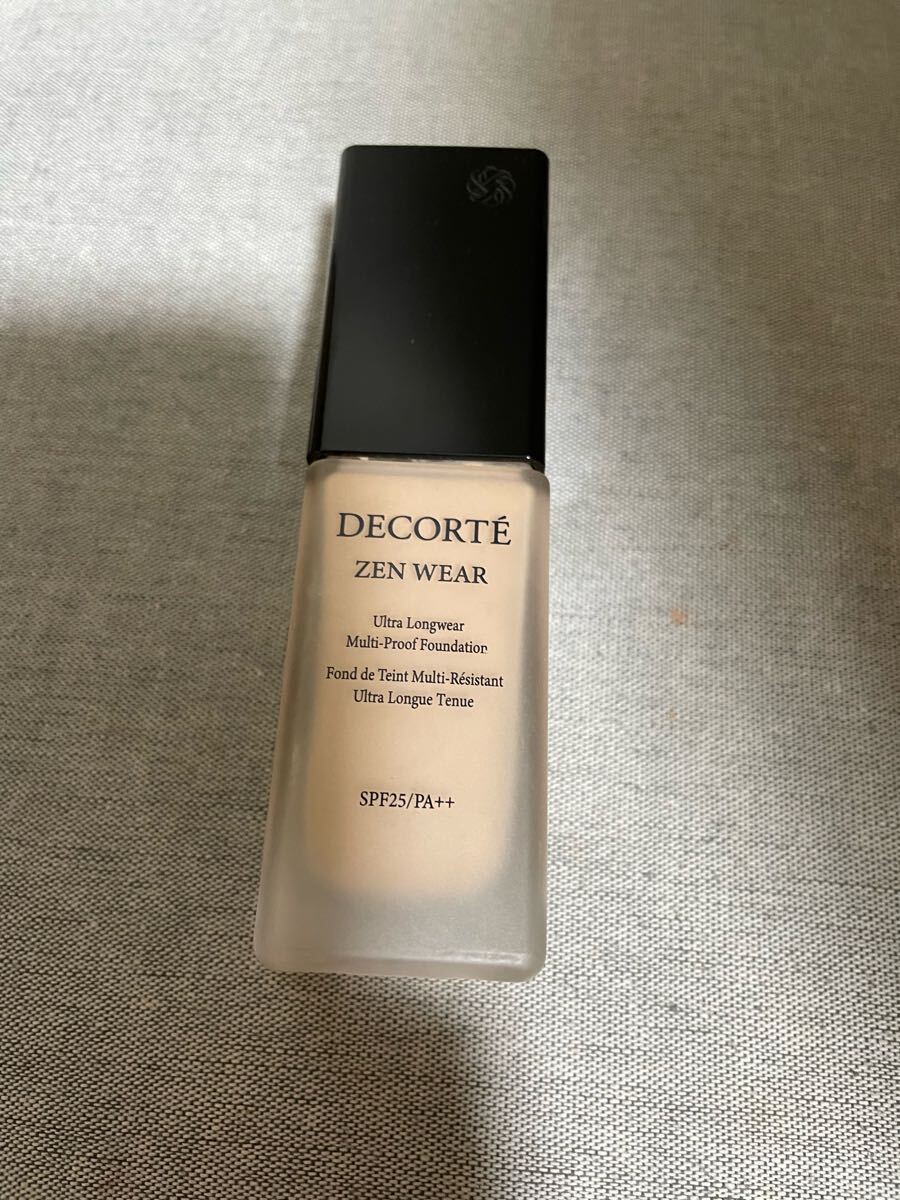 DECORTÉ
ZEN WEAR
Ultra Longwear
Multi-Proof Foundation
Fond de Teint Multi-Résistant
Ultra Longue Tenue
SPF25/PA++